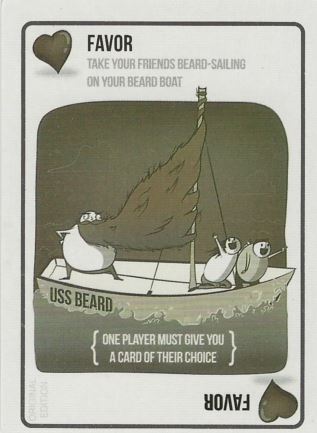 FAVOR
TAKE YOUR FRIENDS BEARD-SAILING
ON YOUR BEARD BOAT
USS BEARD
ONE PLAYER MUST GIVE YOU
A CARD OF THEIR CHOICE
ORIGINAL
EDITION
FAVOR